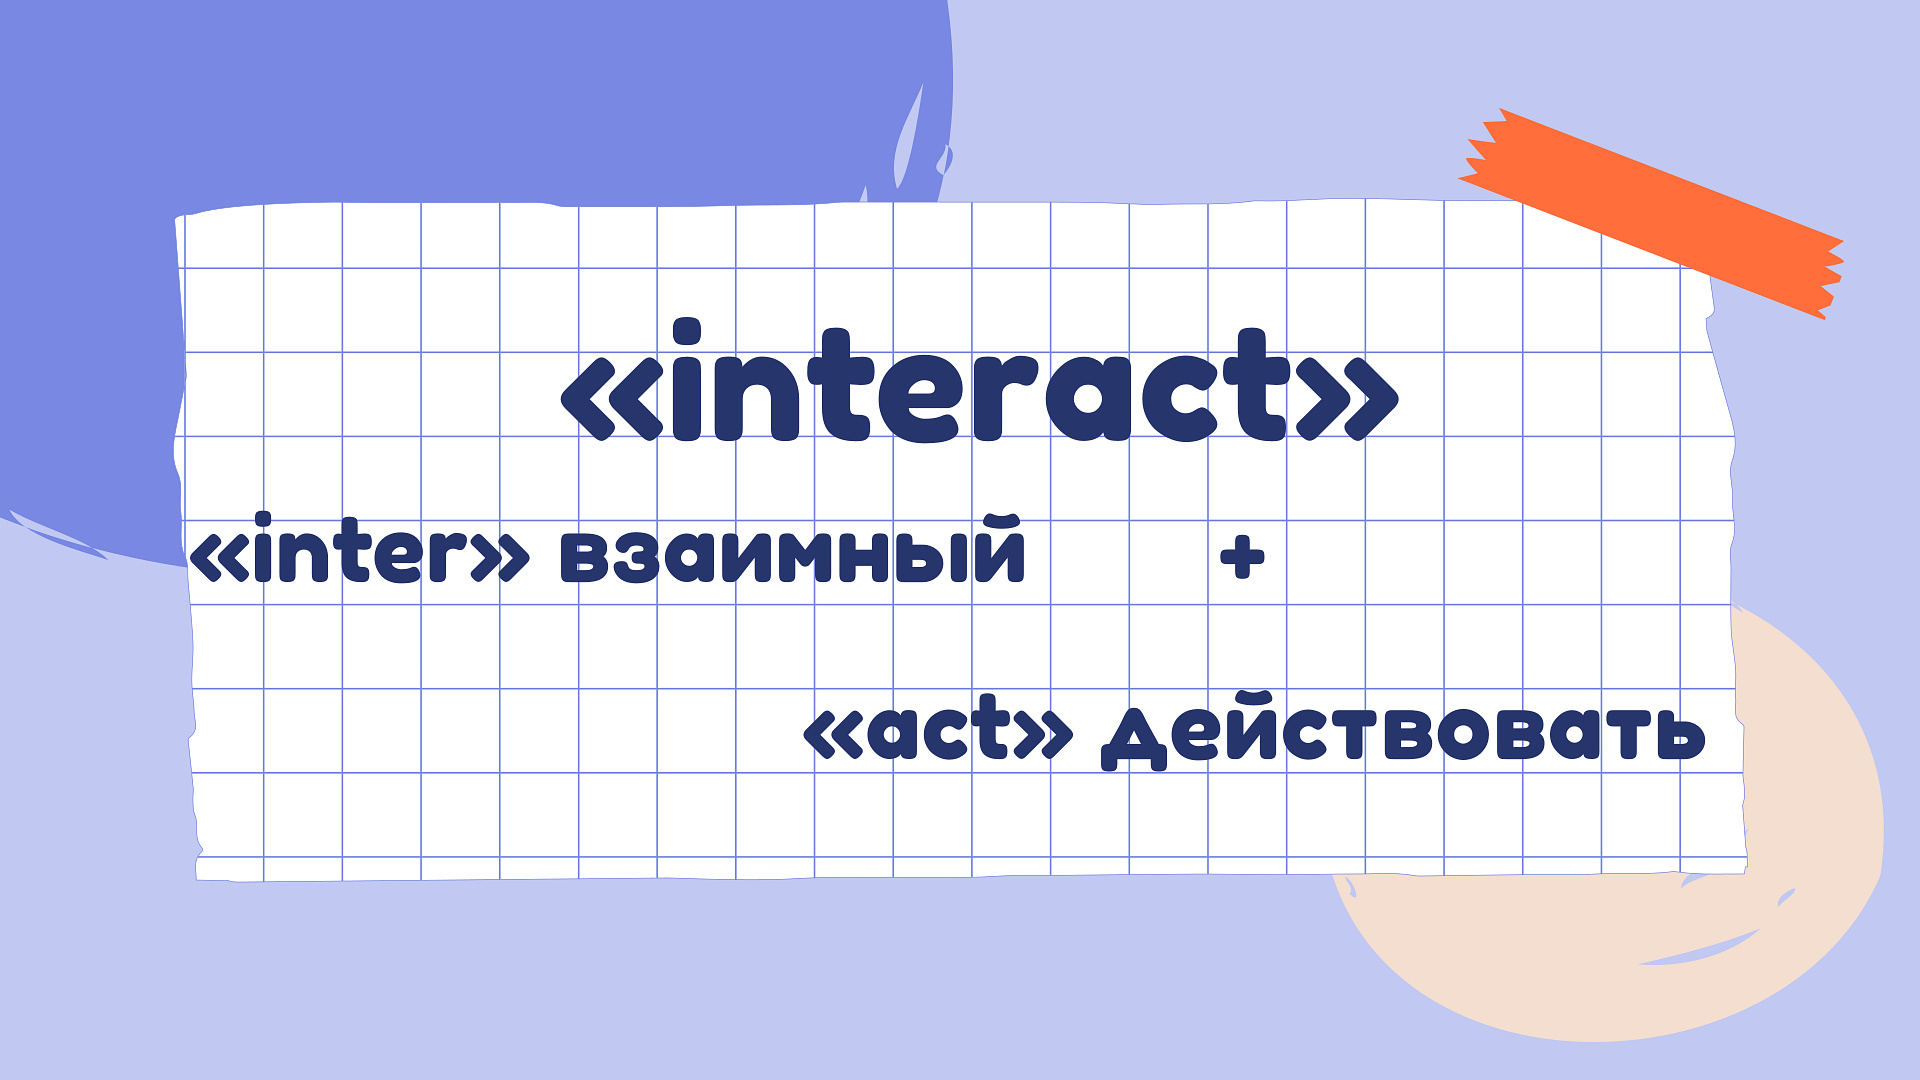 «interact»
«inter» взаимный +
«act» действовать